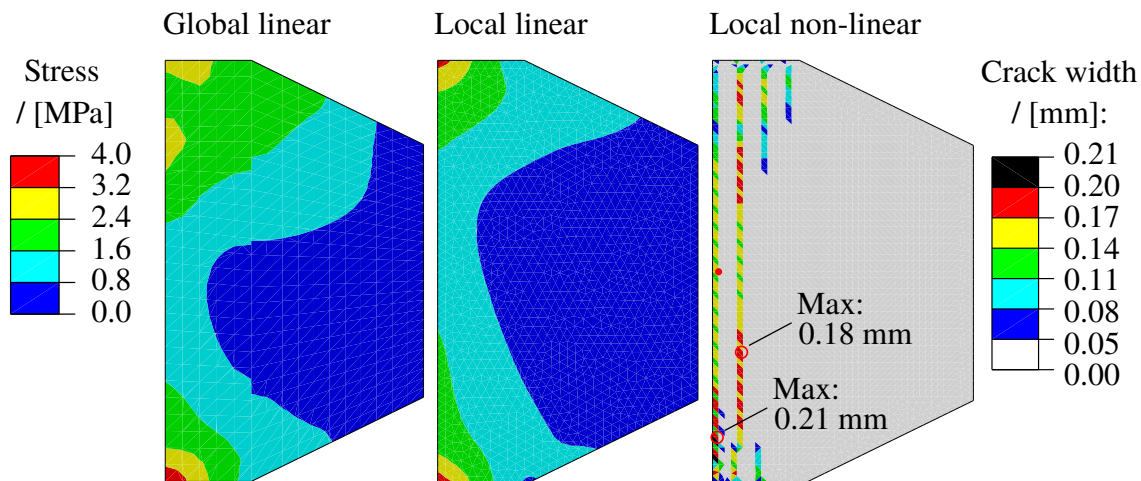 Global linear
Local linear
Local non-linear
Stress
/ [MPa]
4.0
3.2
2.4
1.6
0.8
0.0
Max:
0.18 mm
Max:
0.21 mm
Crack width
/ [mm]:
0.21
0.20
0.17
0.14
0.11
0.08
0.05
0.00